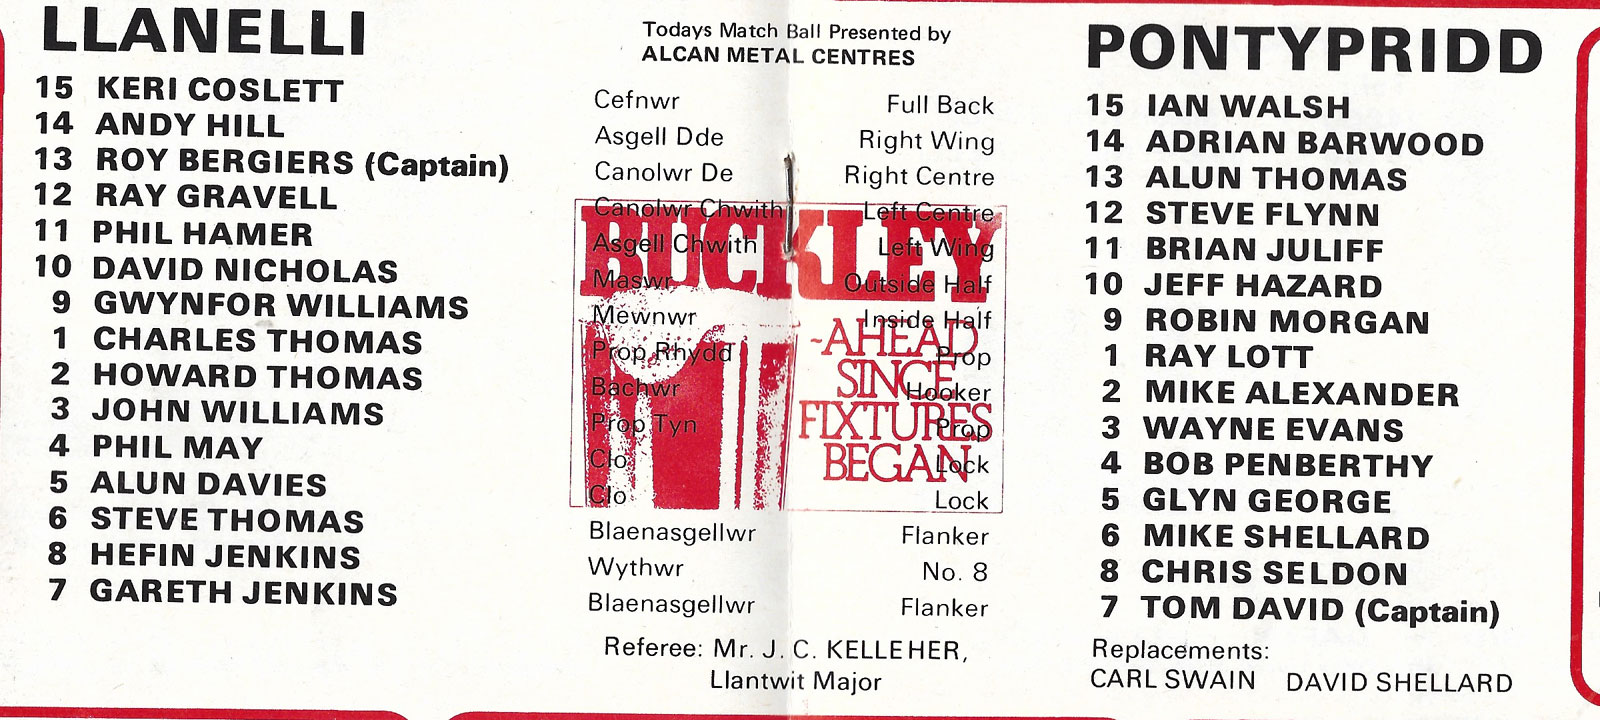 LLANELLI
15 KERI COSLETT
14 ANDY HILL
13 ROY BERGIERS (Captain)
12 RAY GRAVELL
11 PHIL HAMER
10 DAVID NICHOLAS
9 GWYNFOR WILLIAMS
1 CHARLES THOMAS
2 HOWARD THOMAS
3 JOHN WILLIAMS
4 PHIL MAY
5 ALUN DAVIES
6 STEVE THOMAS
8 HEFIN JENKINS
7 GARETH JENKINS
Todays Match Ball Presented by
ALCAN METAL CENTRES
Cefnwr Full Back
Asgell Dde Right Wing
Canolwr De Right Centre
Canolwr Chwith Left Centre
Asgell Chwith Left Wing
Maswr Outside Half
Mewnwr Inside Half
Prop Rhydd Prop
Bachwr Hooker
Prop Tyn Prop
Clo Lock
Clo Lock
Blaenasgellwr Flanker
Wythwr No. 8
Blaenasgellwr Flanker
BUCKLEY
-AHEAD
SINCE
FIXTURES
BEGAN
Referee: Mr. J. C. KELLEHER,
Llantwit Major
PONTYPRIDD
15 IAN WALSH
14 ADRIAN BARWOOD
13 ALUN THOMAS
12 STEVE FLYNN
11 BRIAN JULIFF
10 JEFF HAZARD
9 ROBIN MORGAN
1 RAY LOTT
2 MIKE ALEXANDER
3 WAYNE EVANS
4 BOB PENBERTHY
5 GLYN GEORGE
6 MIKE SHELLARD
8 CHRIS SELDON
7 TOM DAVID (Captain)
Replacements:
CARL SWAIN DAVID SHELLARD